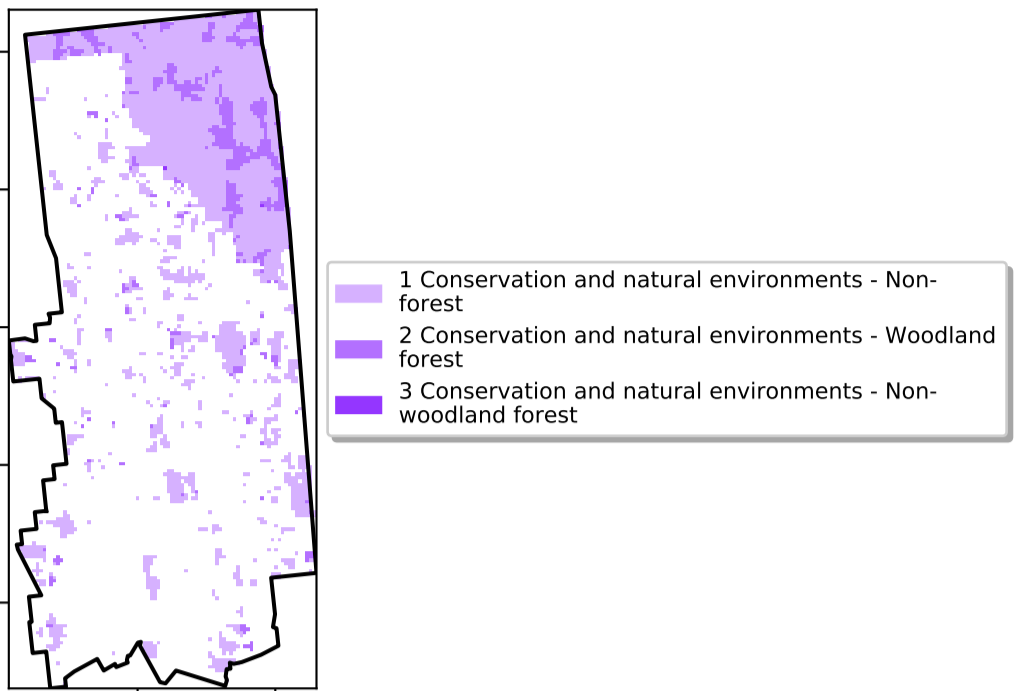 1 Conservation and natural environments - Non-
forest
2 Conservation and natural environments - Woodland
forest
3 Conservation and natural environments - Non-
woodland forest